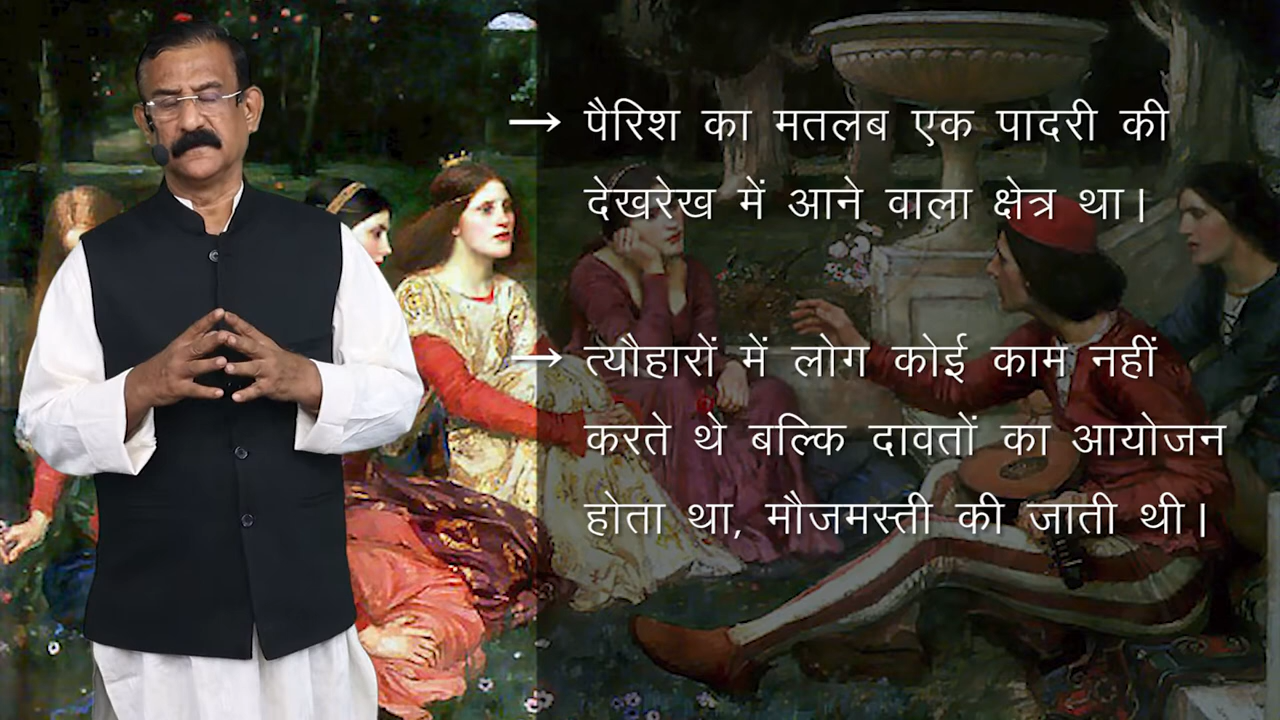 → पैरिश का मतलब एक पादरी की
देखरेख में आने वाला क्षेत्र था।
→ त्यौहारों में लोग कोई काम नहीं
करते थे बल्कि दावतों का आयोजन
होता था, मौजमस्ती की जाती थी।